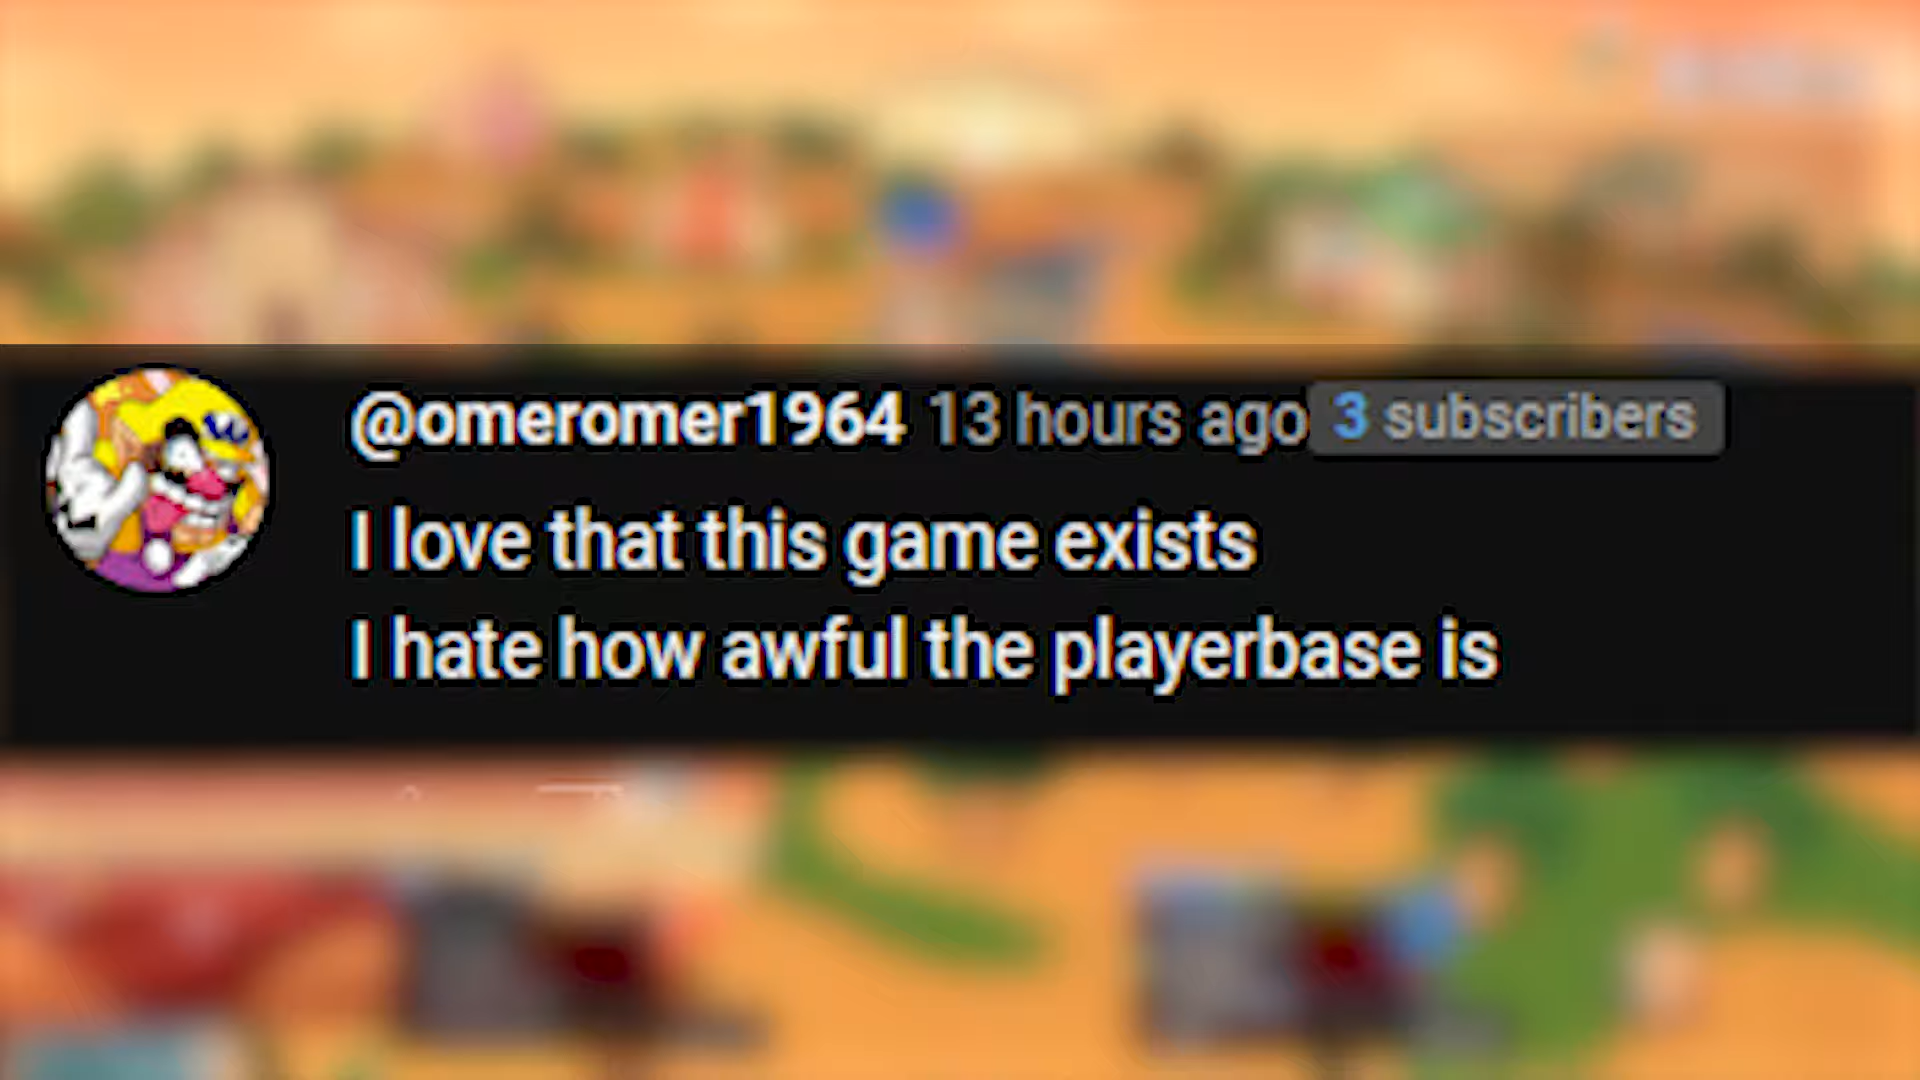 @omeromer1964 13 hours ago 3 subscribers
I love that this game exists
I hate how awful the playerbase is